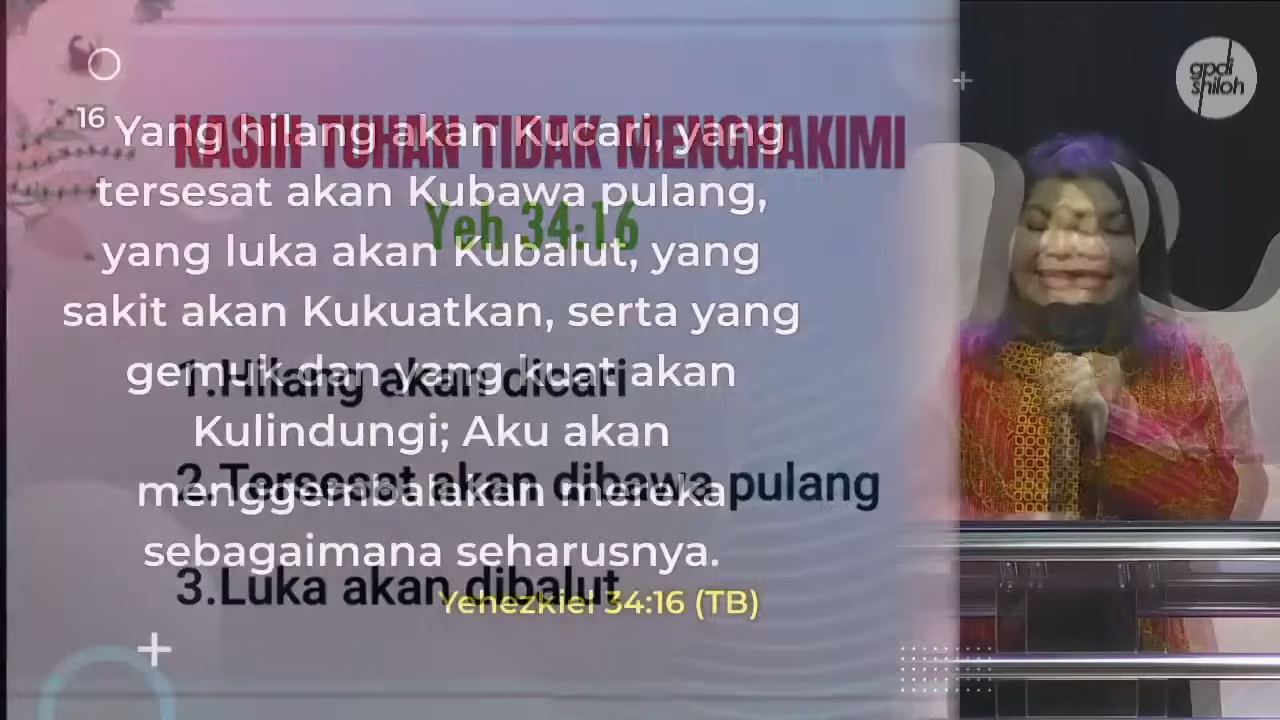 16 Yang hilang akan Kucari, yang
tersesat akan Kubawa pulang,
yang luka akan Kubalut, yang
sakit akan Kukuatkan, serta yang
gemuk dan yang kuat akan
Kulindungi; Aku akan
menggembalakan mereka
sebagaimana seharusnya.
Yehezkiel 34:16 (TB)
KASIH TUHAN TIDAK MENGHAKIMI
Yeh 34:16
1.Hilang akan dicari
2.Tersesat akan dibawa pulang
3.Luka akan dibalut
gpdi
shiloh